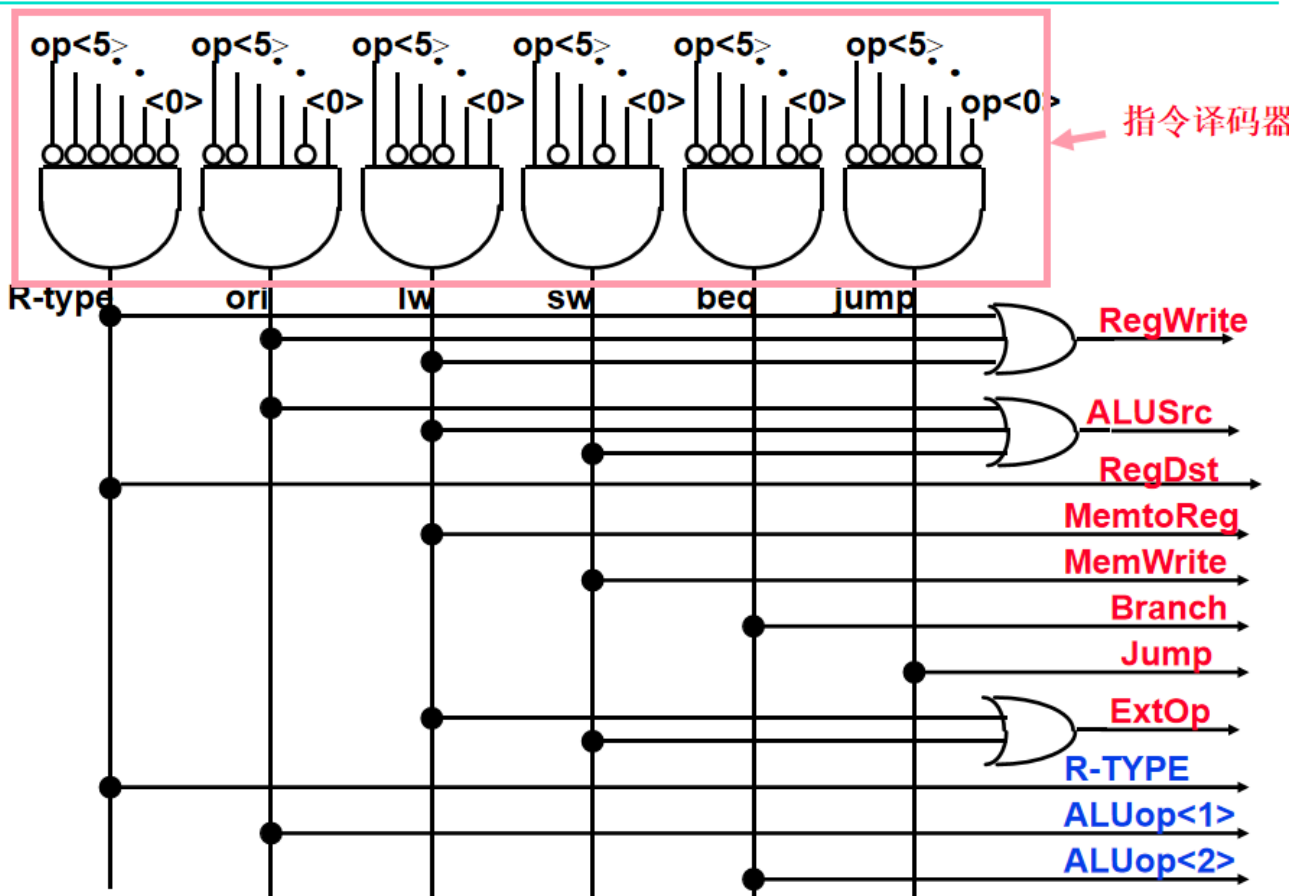 op<5> op<5> op<5> op<5> op<5> op<5>
<0> <0> <0> <0> <0> op<0>
指令译码器
R-type ori lw sw beq jump
RegWrite
ALUSrc
RegDst
MemtoReg
MemWrite
Branch
Jump
ExtOp
R-TYPE
ALUop<1>
ALUop<2>